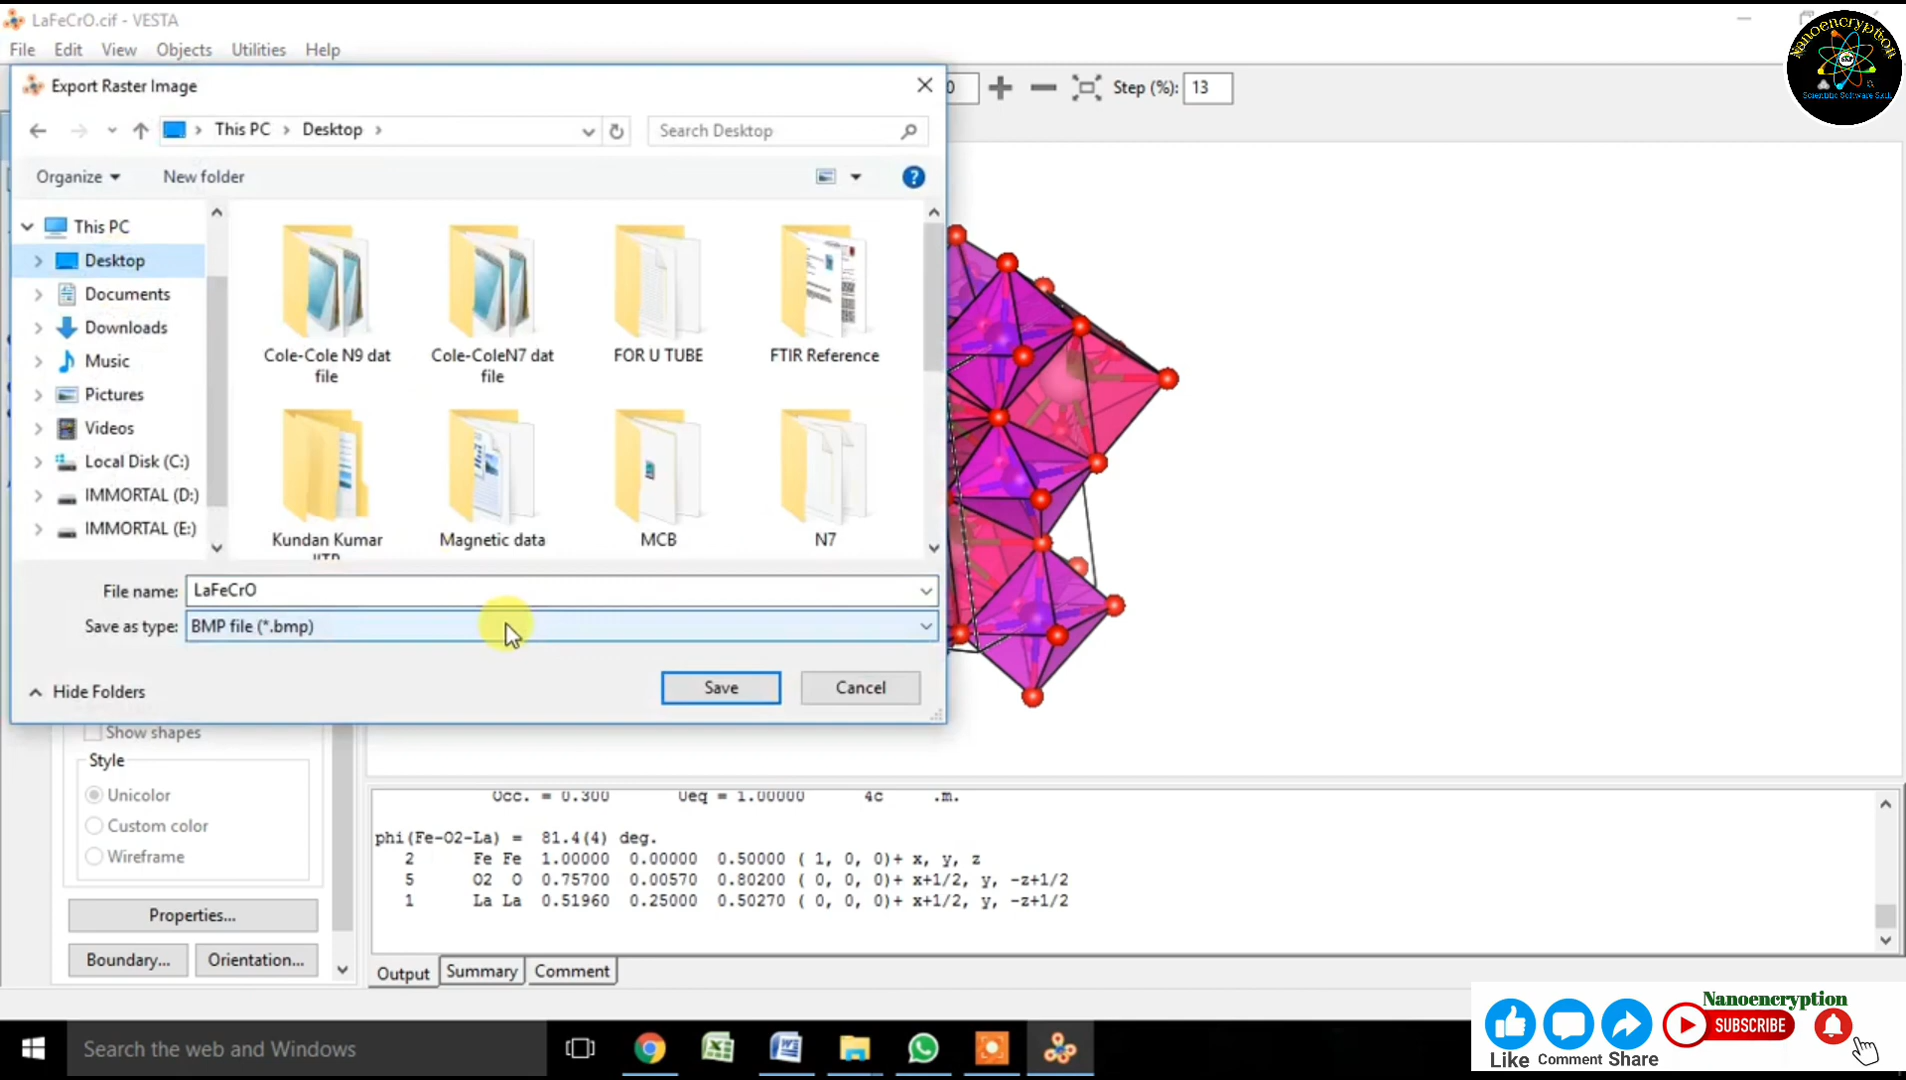 LaFeCrO.cif - VESTA
File Edit View Objects Utilities Help
Export Raster Image
0 Step (%): 13
This PC Desktop
Search Desktop
Organize New folder
This PC
Desktop
Documents
Downloads
Music
Pictures
Videos
Local Disk (C:)
IMMORTAL (D:)
IMMORTAL (E:)
Cole-Cole N9 dat file
Cole-ColeN7 dat file
FOR U TUBE
FTIR Reference
Kundan Kumar
Magnetic data
MCB
N7
File name: LaFeCrO
Save as type: BMP file (*.bmp)
Hide Folders
Save Cancel
Show shapes
Style
Unicolor
Custom color
Wireframe
Properties...
Boundary... Orientation...
Occ. = 0.300 Ueq = 1.00000 4c .m.
phi(Fe-O2-La) = 81.4(4) deg.
2 Fe Fe 1.00000 0.00000 0.50000 ( 1, 0, 0)+ x, y, z
5 O2 O 0.75700 0.00570 0.80200 ( 0, 0, 0)+ x+1/2, y, -z+1/2
1 La La 0.51960 0.25000 0.50270 ( 0, 0, 0)+ x+1/2, y, -z+1/2
Output Summary Comment
Search the web and Windows
Nanoencryption
Nanoencryption
SUBSCRIBE
Like Comment Share